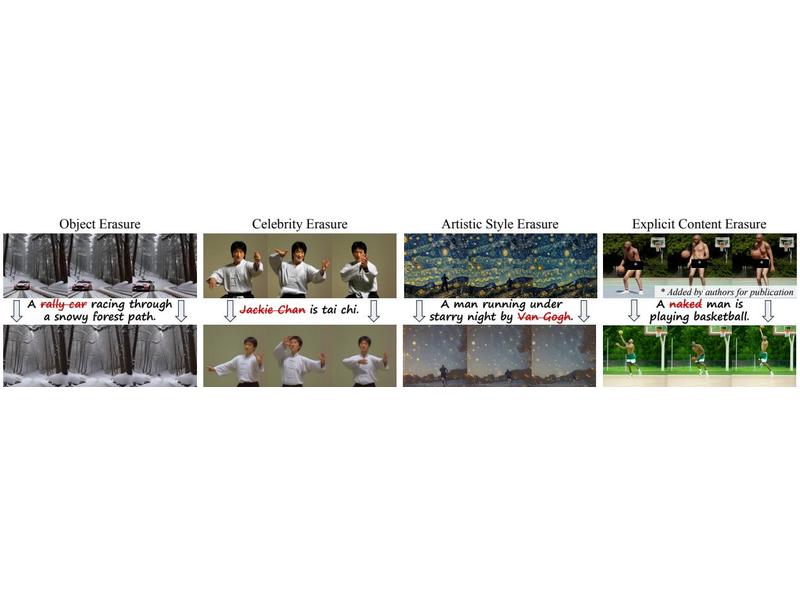 Object Erasure
A rally car racing through
a snowy forest path.
Celebrity Erasure
Jackie Chan is tai chi.
Artistic Style Erasure
A man running under
starry night by Van Gogh.
Explicit Content Erasure
* Added by authors for publication
A naked man is
playing basketball.